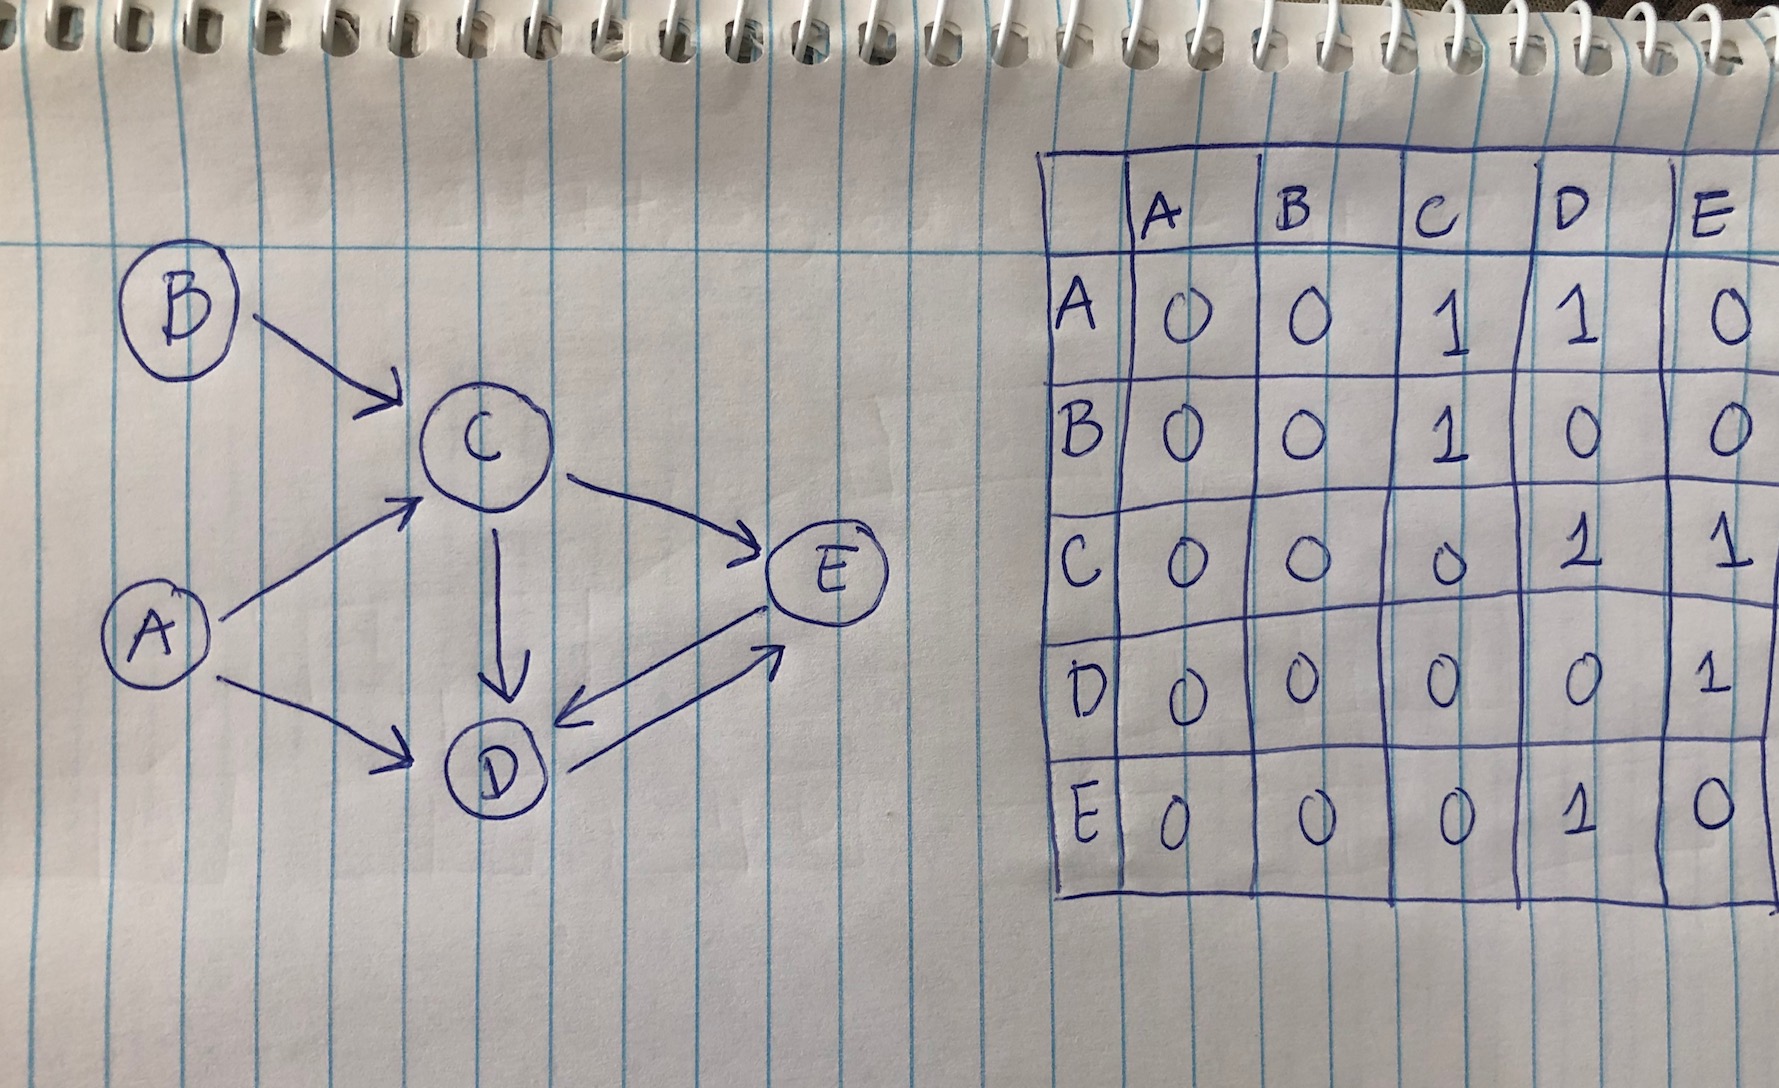 B
C
E
A
D
A B C D E
A 0 0 1 1 0
B 0 0 1 0 0
C 0 0 0 1 1
D 0 0 0 0 1
E 0 0 0 1 0